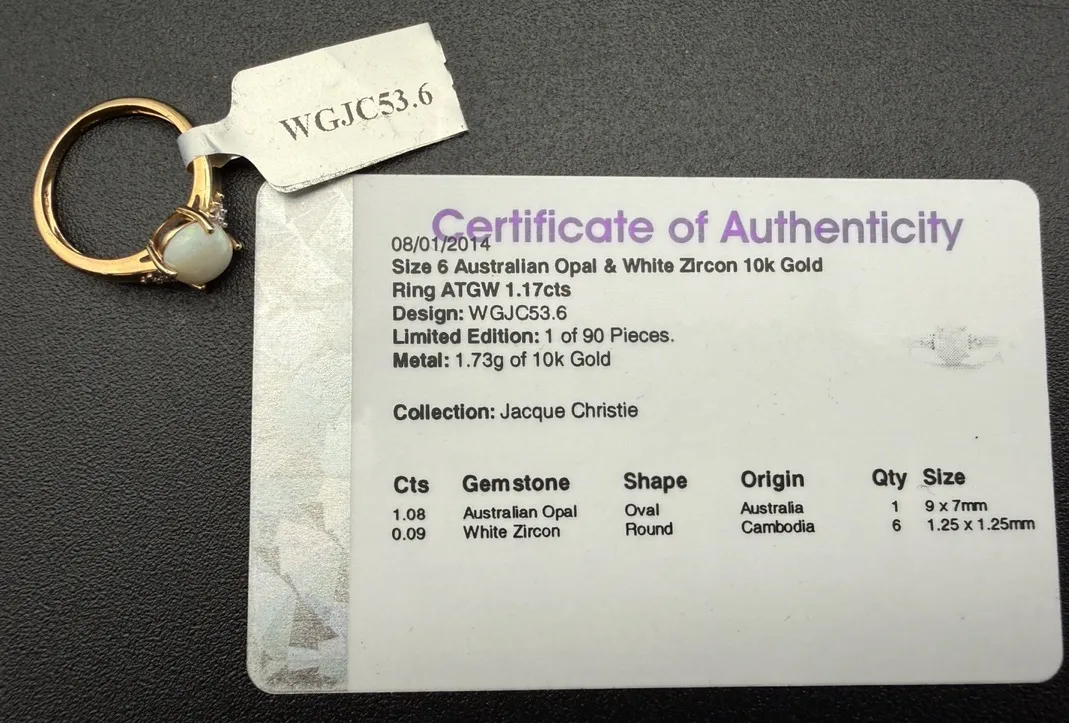 WGJC53.6
Certificate of Authenticity
08/01/2014
Size 6 Australian Opal & White Zircon 10k Gold
Ring ATGW 1.17cts
Design: WGJC53.6
Limited Edition: 1 of 90 Pieces.
Metal: 1.73g of 10k Gold
Collection: Jacque Christie
Cts Gemstone Shape Origin Qty Size
1.08 Australian Opal Oval Australia 1 9 x 7mm
0.09 White Zircon Round Cambodia 6 1.25 x 1.25mm